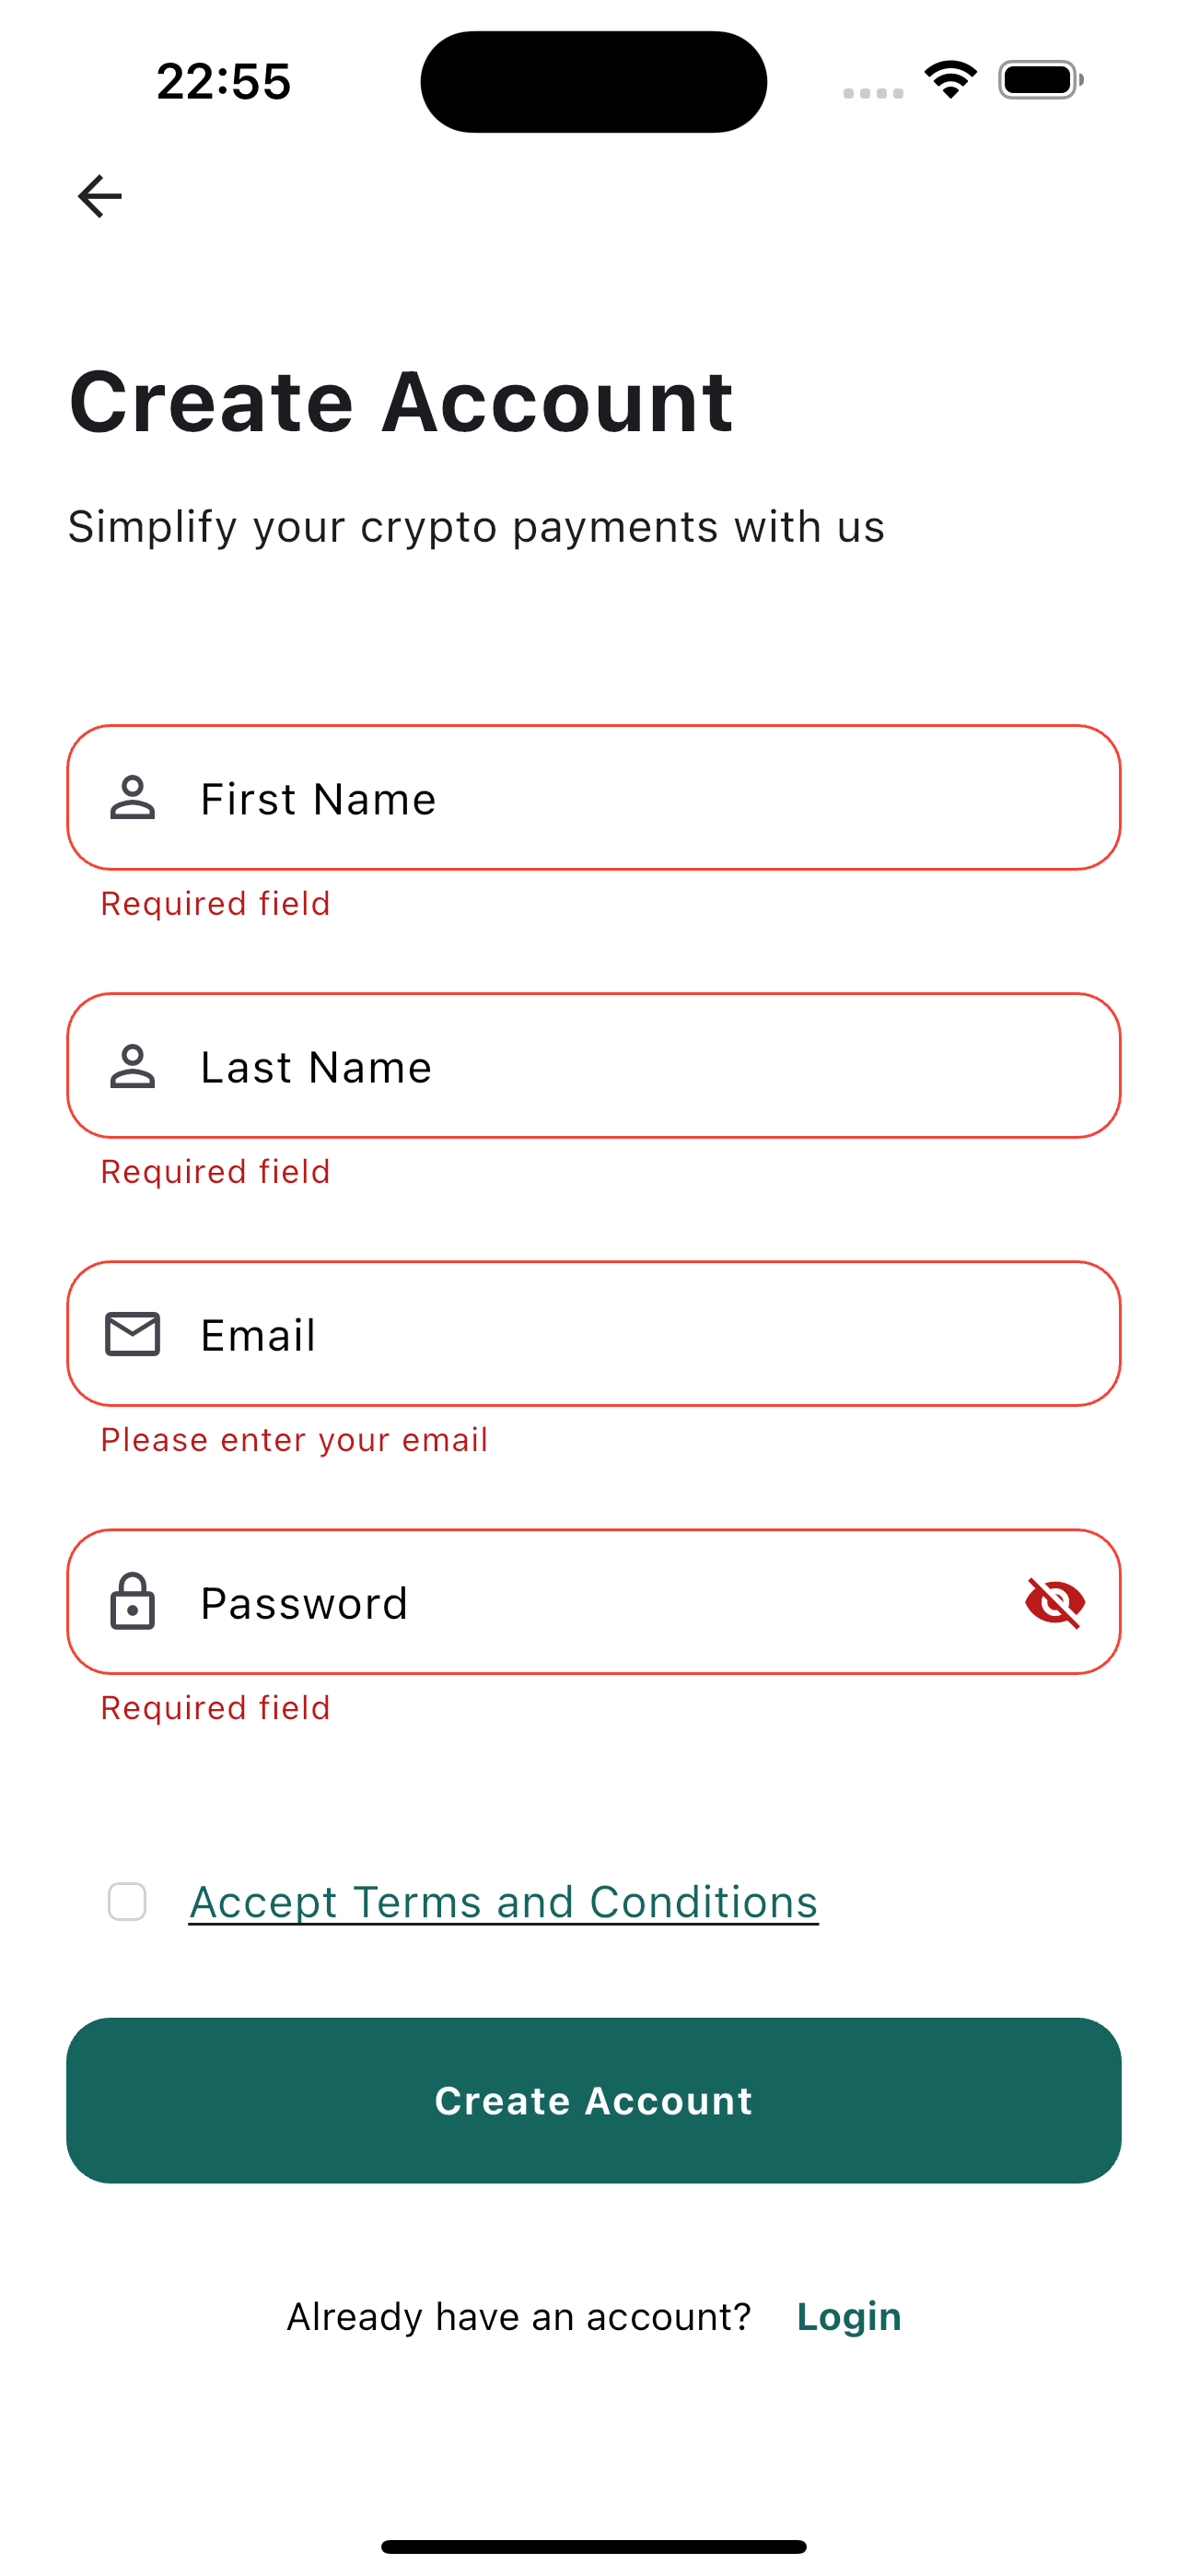 22:55
Create Account
Simplify your crypto payments with us
First Name
Required field
Last Name
Required field
Email
Please enter your email
Password
Required field
Accept Terms and Conditions
Create Account
Already have an account? Login